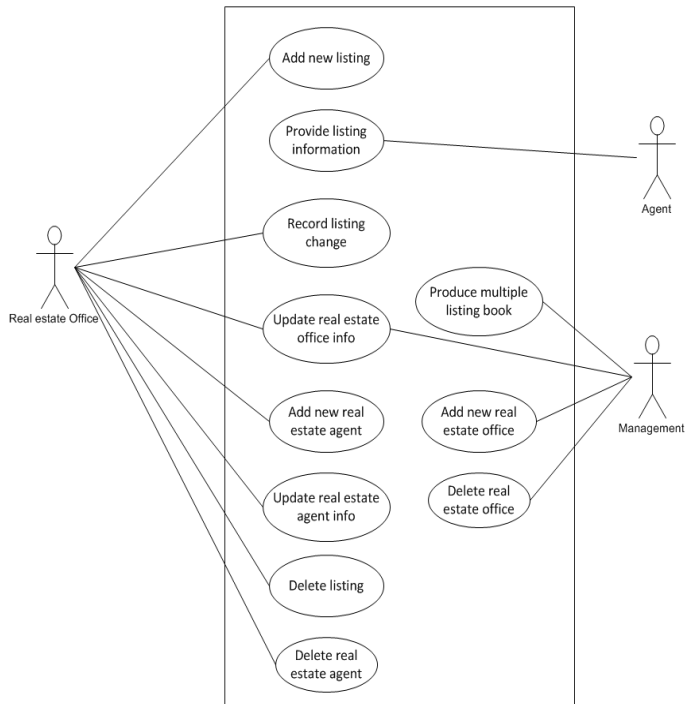 Add new listing
Provide listing
information
Agent
Record listing
change
Real estate Office
Produce multiple
listing book
Update real estate
office info
Management
Add new real
estate agent
Add new real
estate office
Update real estate
agent info
Delete real
estate office
Delete listing
Delete real
estate agent